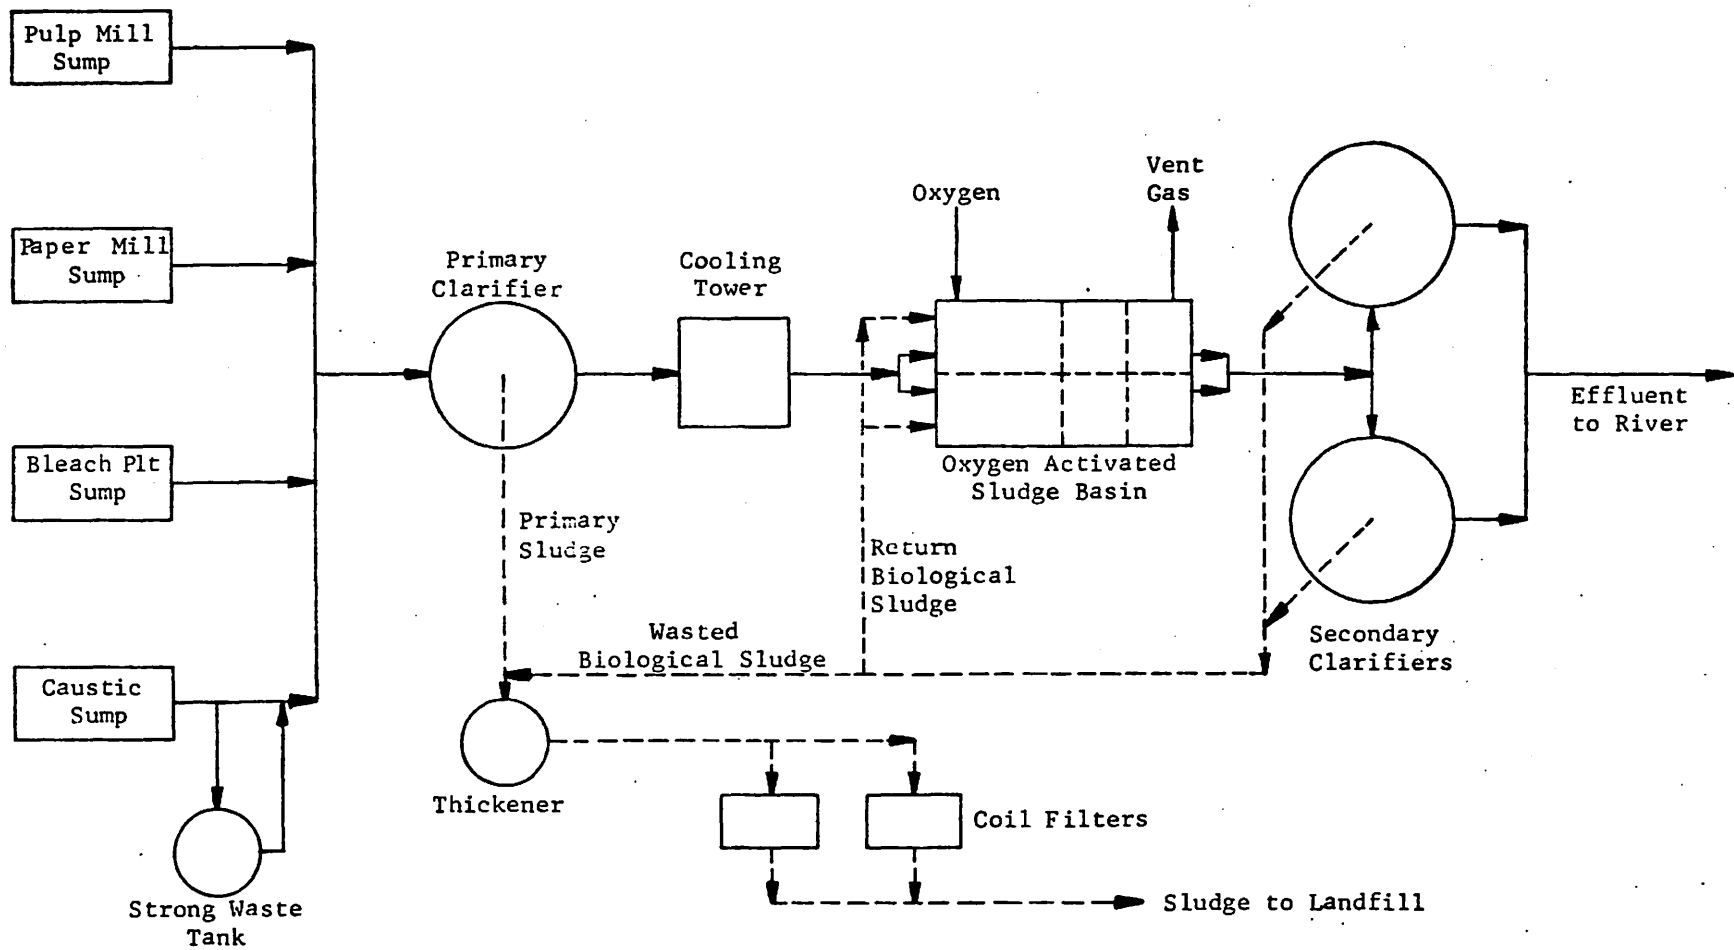 Pulp Mill
Sump
Paper Mill
Sump
Bleach Plt
Sump
Caustic
Sump
Strong Waste
Tank
Primary
Clarifier
Cooling
Tower
Oxygen
Vent
Gas
Oxygen Activated
Sludge Basin
Effluent
to River
Primary
Sludge
Return
Biological
Sludge
Wasted
Biological Sludge
Secondary
Clarifiers
Thickener
Coil Filters
Sludge to Landfill